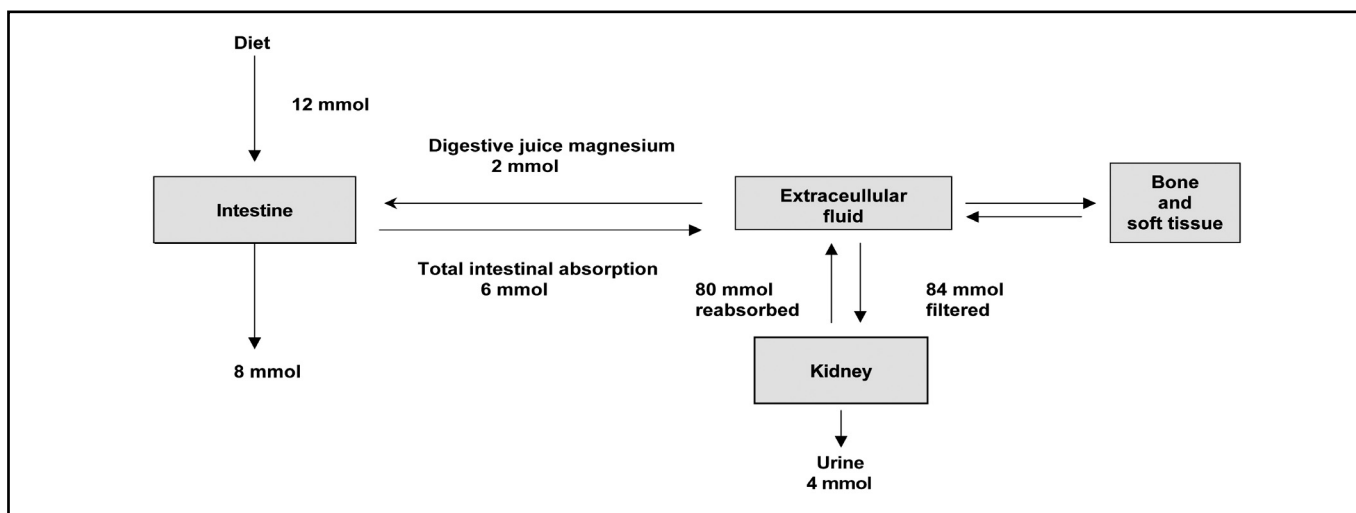 Diet
12 mmol
Digestive juice magnesium
2 mmol
Intestine
Extraceullular
fluid
Bone
and
soft tissue
Total intestinal absorption
6 mmol
80 mmol
reabsorbed
84 mmol
filtered
8 mmol
Kidney
Urine
4 mmol